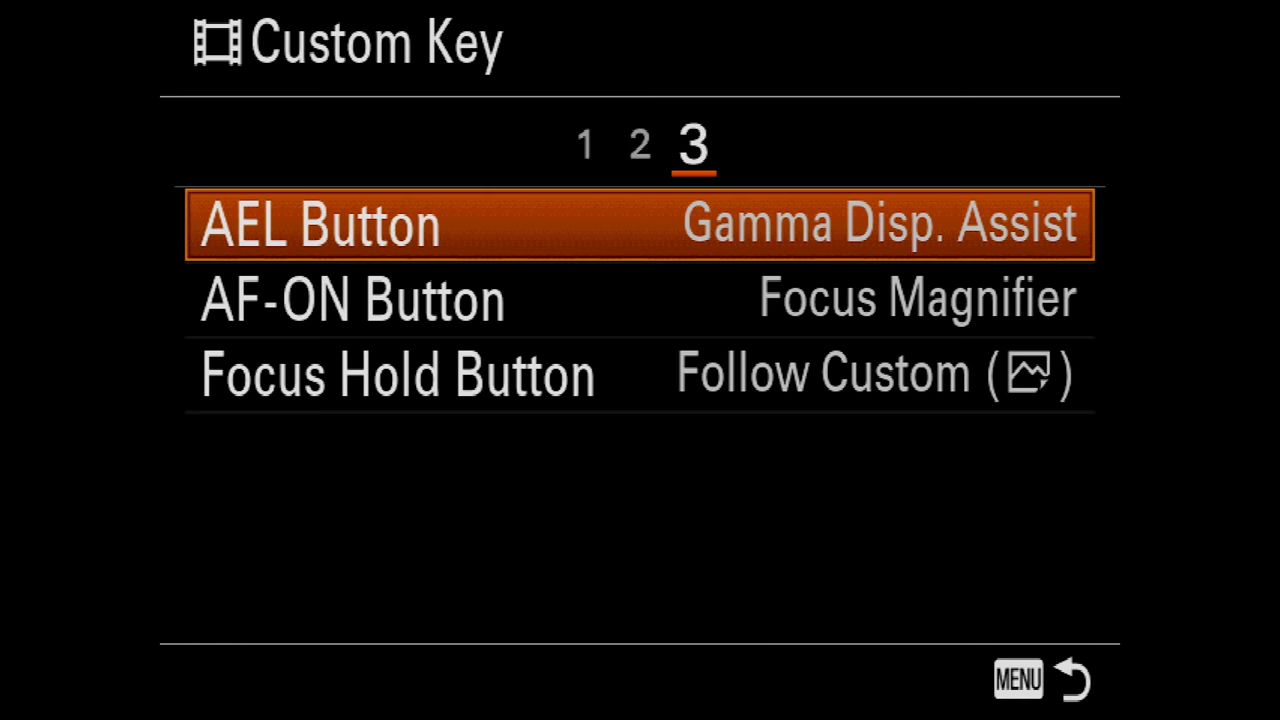 Custom Key
1 2 3
AEL Button Gamma Disp. Assist
AF-ON Button Focus Magnifier
Focus Hold Button Follow Custom ( )
MENU